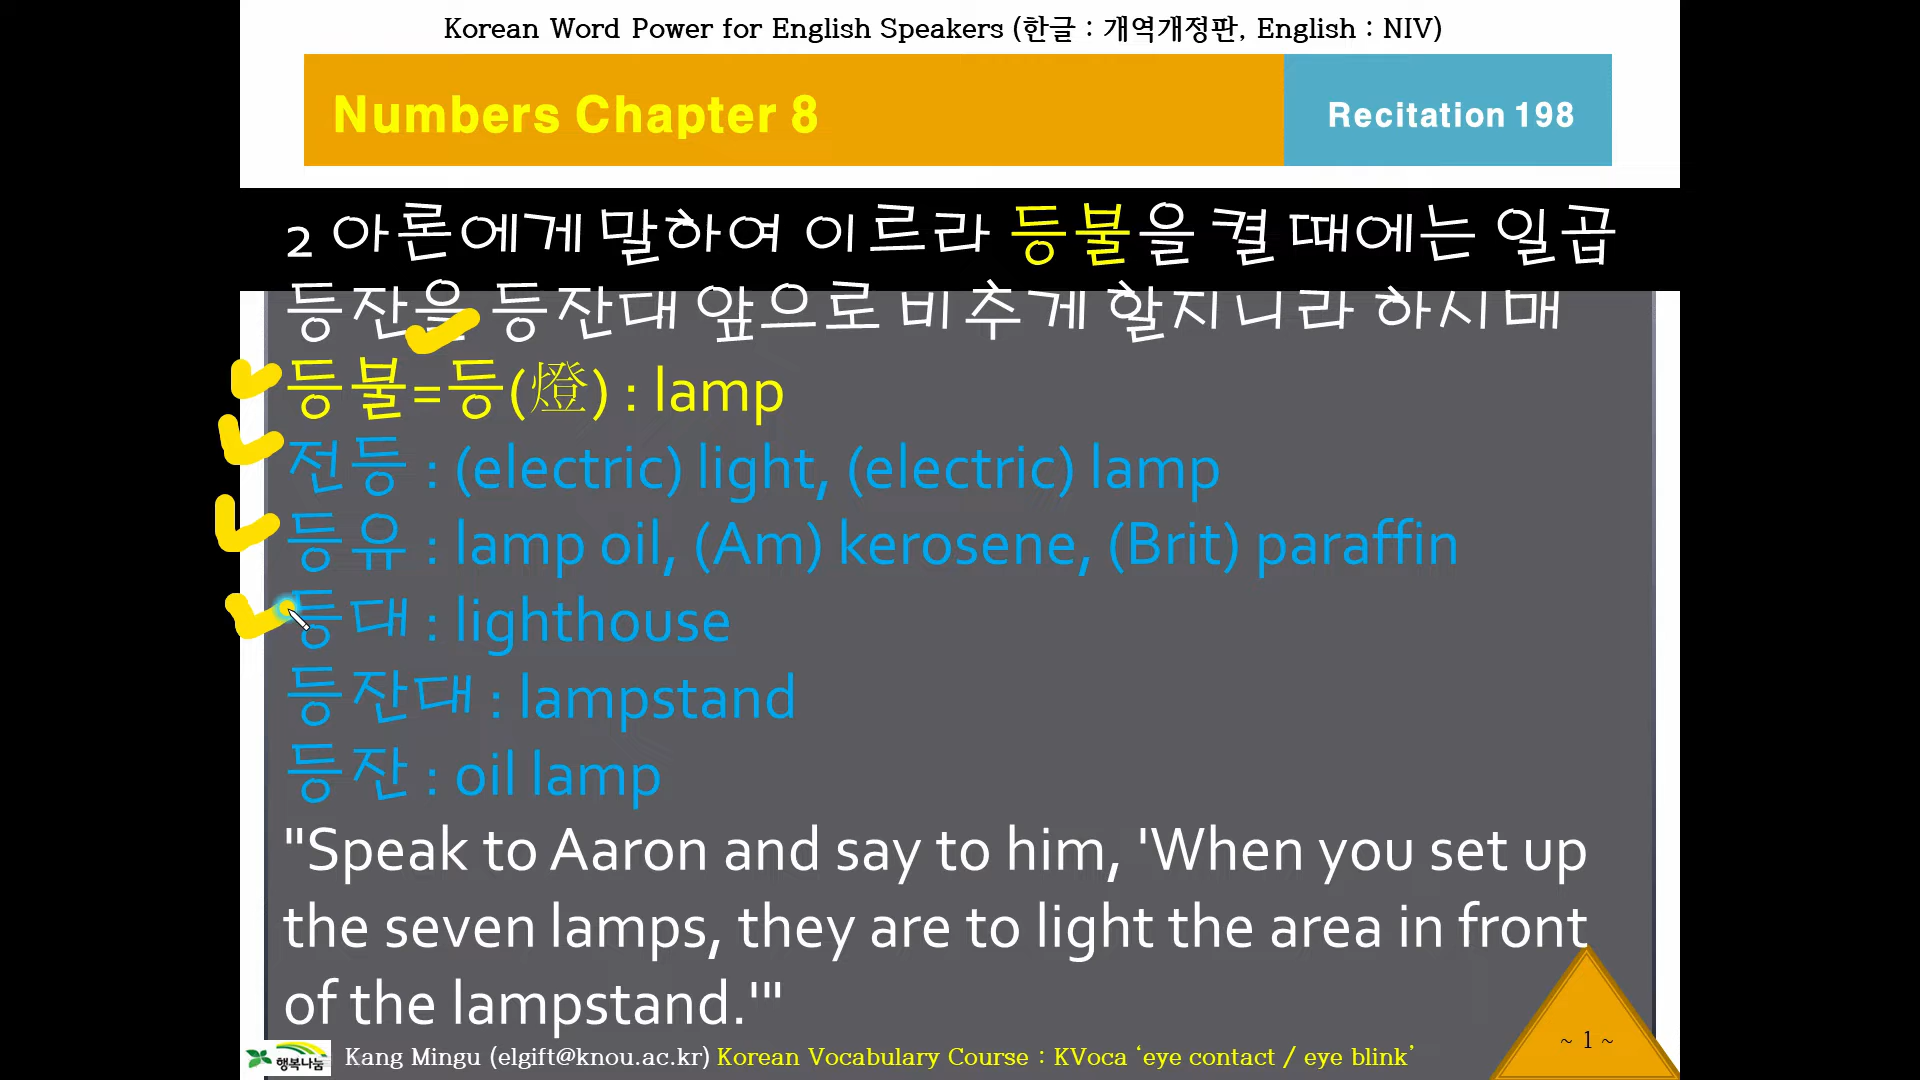 Korean Word Power for English Speakers (한글 : 개역개정판, English : NIV)
Numbers Chapter 8
Recitation 198
2 아론에게 말하여 이르라 등불을 켤 때에는 일곱
등잔을 등잔대 앞으로 비추게 할지니라 하시매
등불=등(燈) : lamp
전등 : (electric) light, (electric) lamp
등유 : lamp oil, (Am) kerosene, (Brit) paraffin
등대 : lighthouse
등잔대 : lampstand
등잔 : oil lamp
"Speak to Aaron and say to him, 'When you set up
the seven lamps, they are to light the area in front
of the lampstand.'"
~ 1 ~
행복나눔
Kang Mingu (elgift@knou.ac.kr) Korean Vocabulary Course : KVoca ‘eye contact / eye blink’